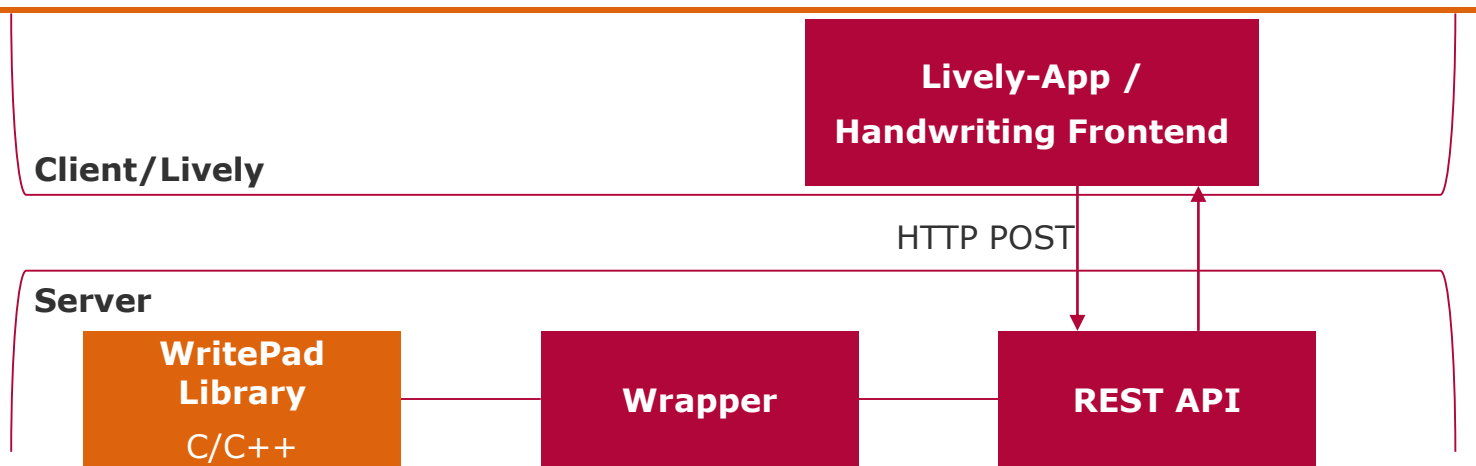 Lively-App /
Handwriting Frontend
Client/Lively
HTTP POST
Server
WritePad
Library
C/C++
Wrapper
REST API